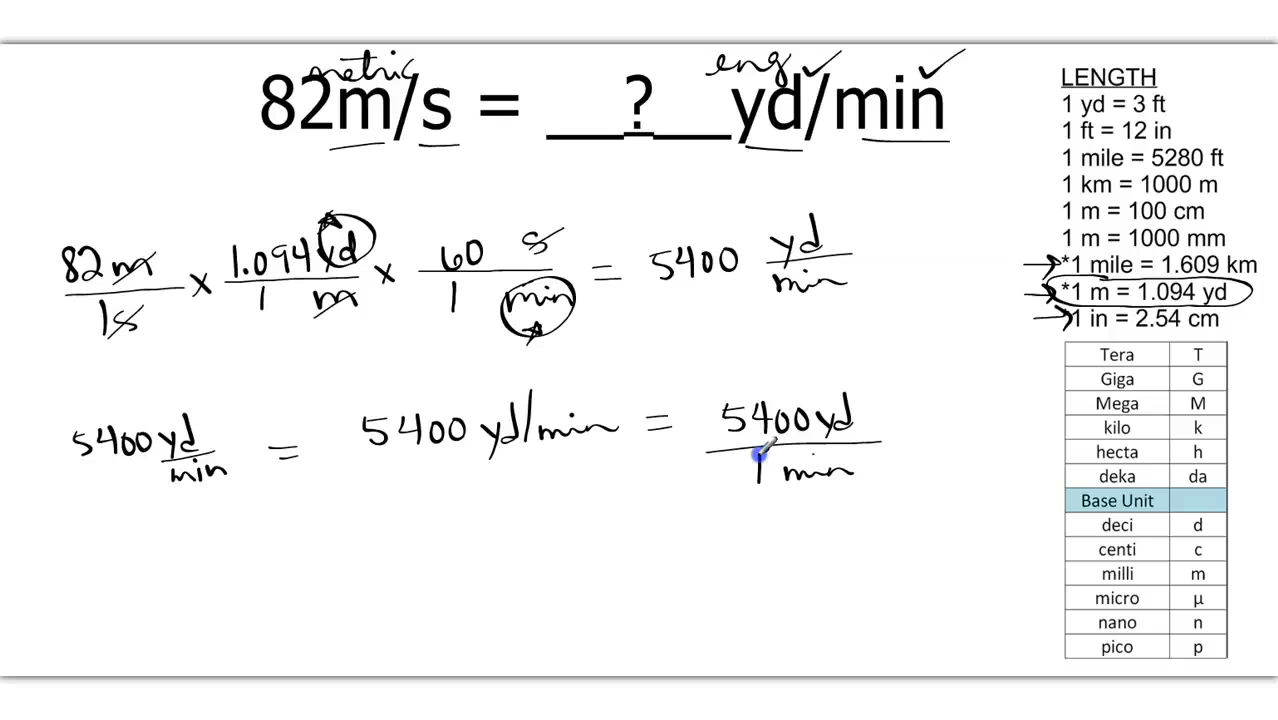 metric eng
82m/s = __?__ yd/min
82m/1s × 1.094 yd/1 m × 60 s/1 min = 5400 yd/min
5400 yd/min = 5400 yd/min = 5400 yd/1 min
LENGTH
1 yd = 3 ft
1 ft = 12 in
1 mile = 5280 ft
1 km = 1000 m
1 m = 100 cm
1 m = 1000 mm
*1 mile = 1.609 km
*1 m = 1.094 yd
*1 in = 2.54 cm
Tera T
Giga G
Mega M
kilo k
hecta h
deka da
Base Unit
deci d
centi c
milli m
micro µ
nano n
pico p